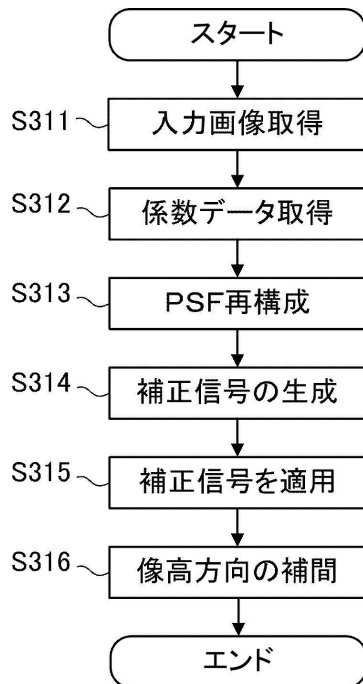 スタート
S311 入力画像取得
S312 係数データ取得
S313 PSF再構成
S314 補正信号の生成
S315 補正信号を適用
S316 像高方向の補間
エンド